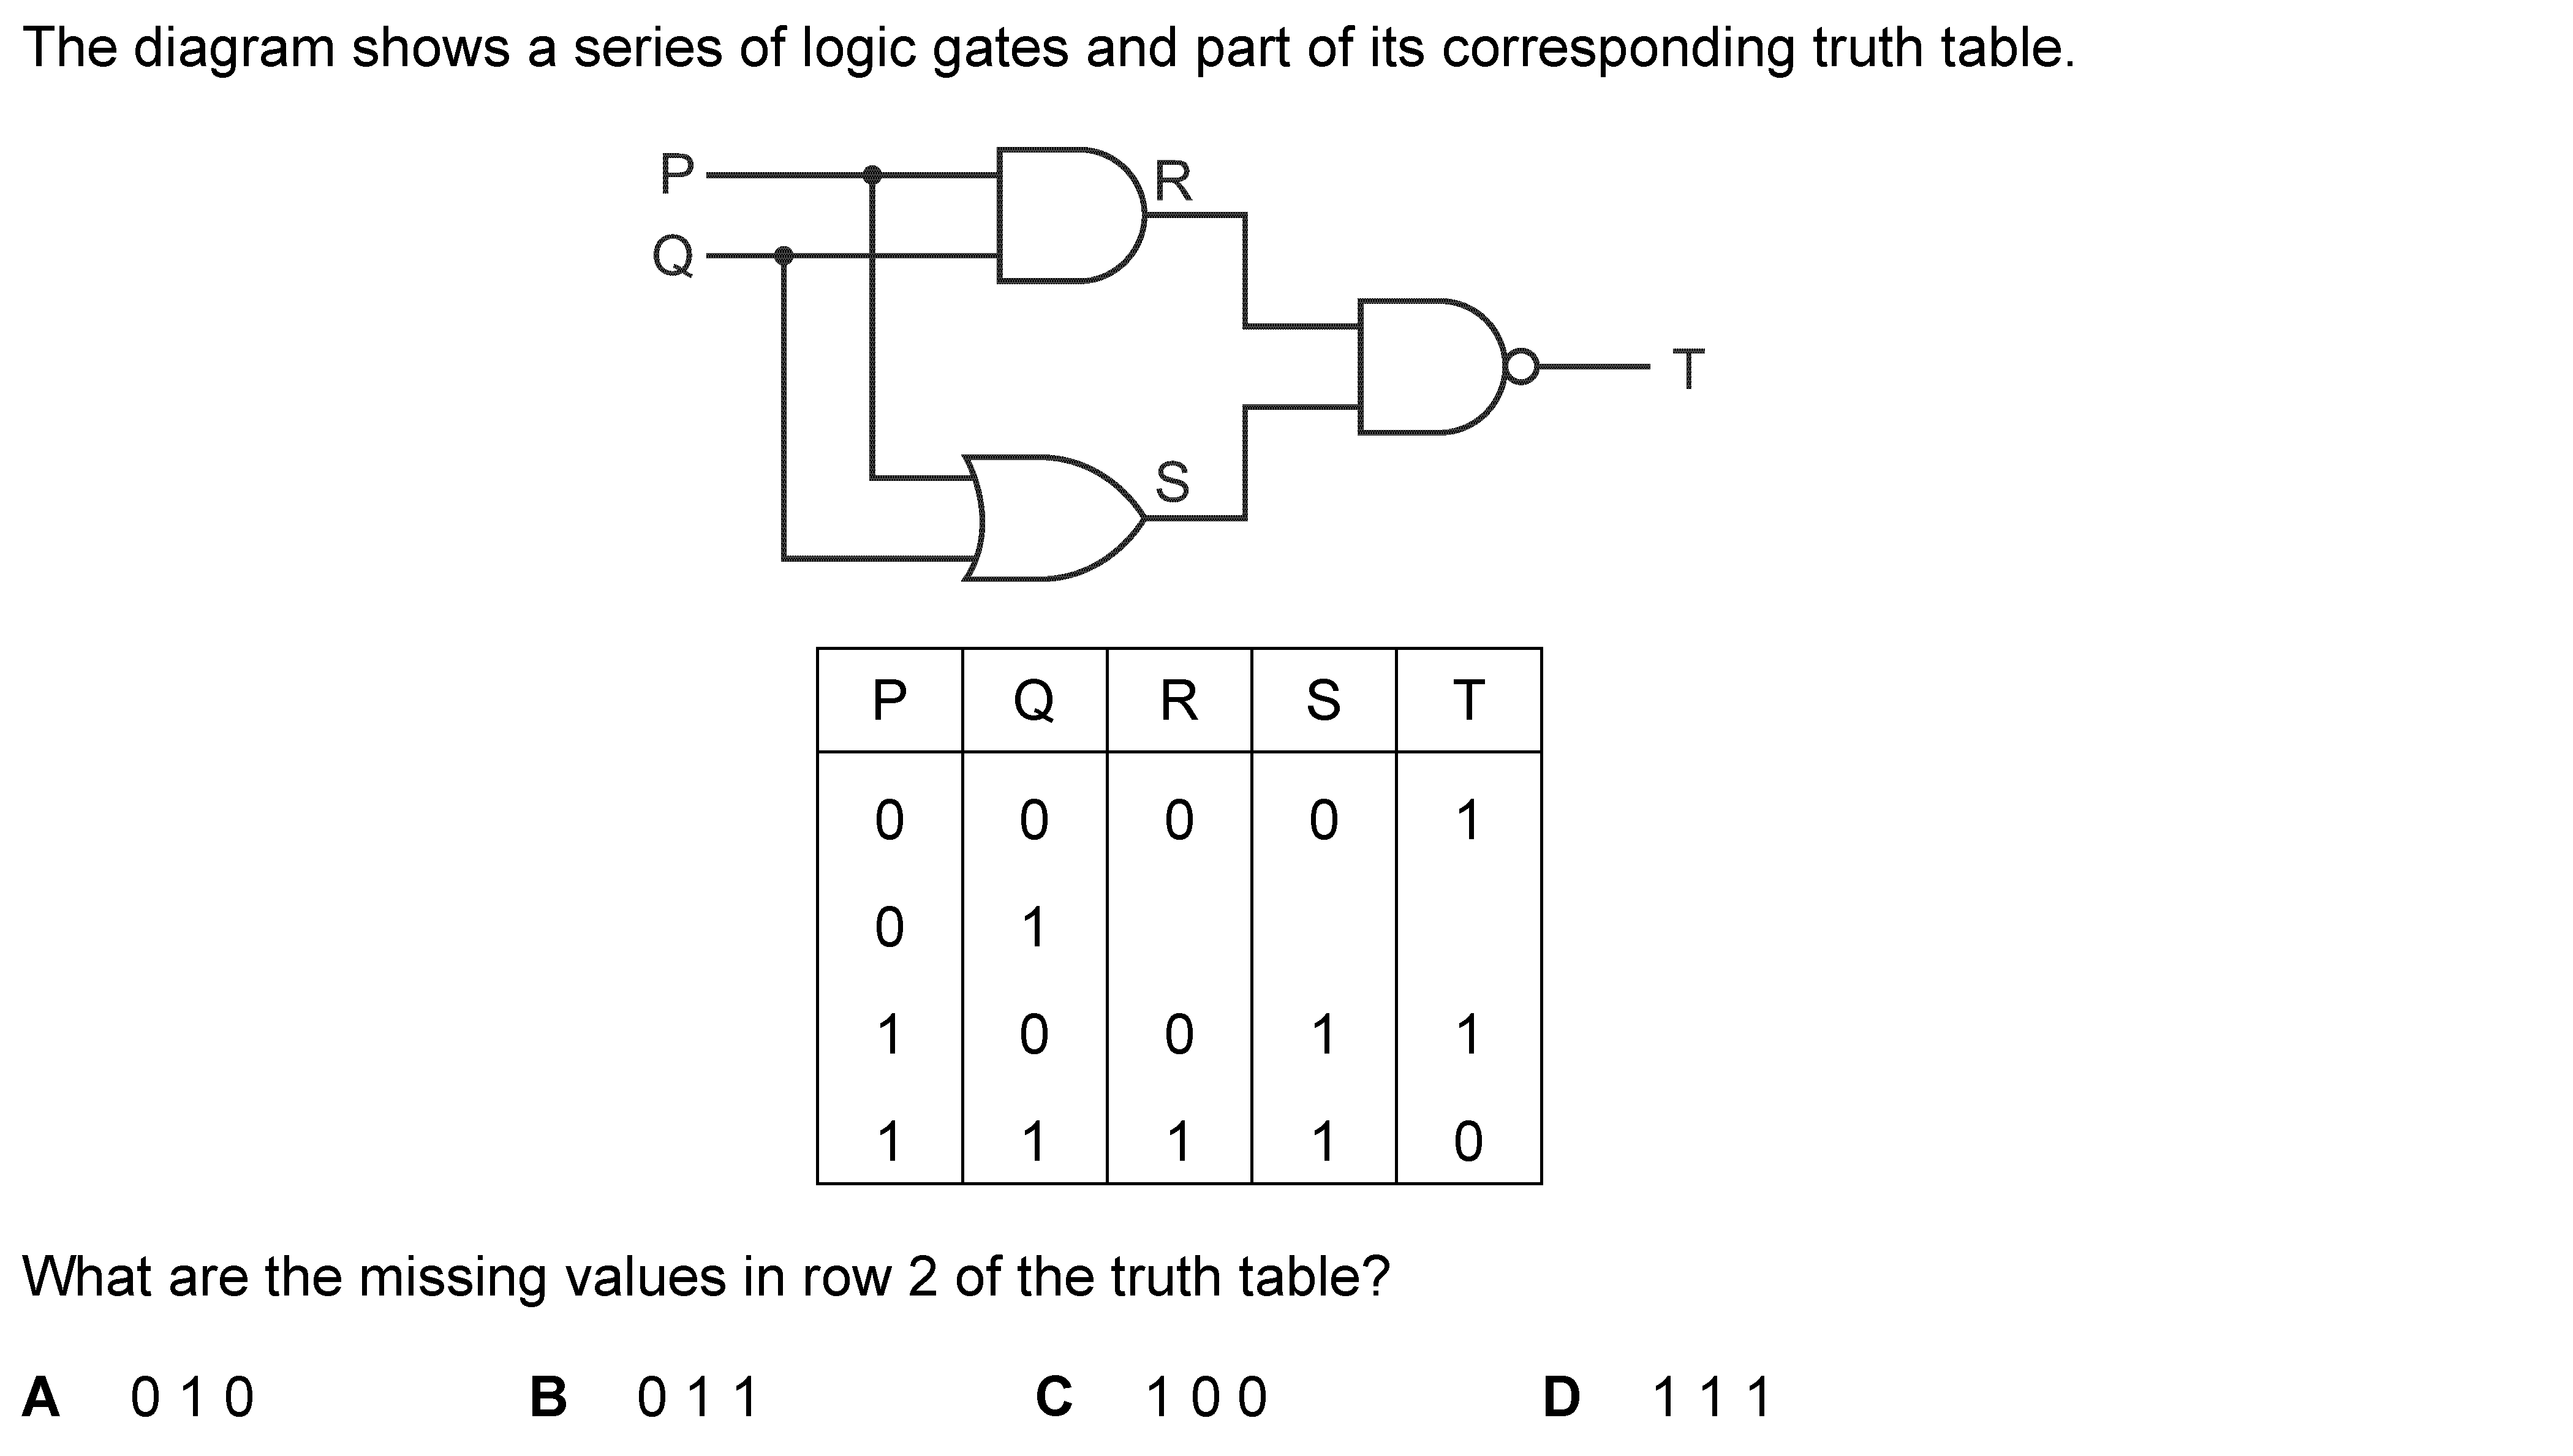 The diagram shows a series of logic gates and part of its corresponding truth table.
P
R
Q
T
S
P Q R S T
0 0 0 0 1
0 1
1 0 0 1 1
1 1 1 1 0
What are the missing values in row 2 of the truth table?
A 0 1 0 B 0 1 1 C 1 0 0 D 1 1 1